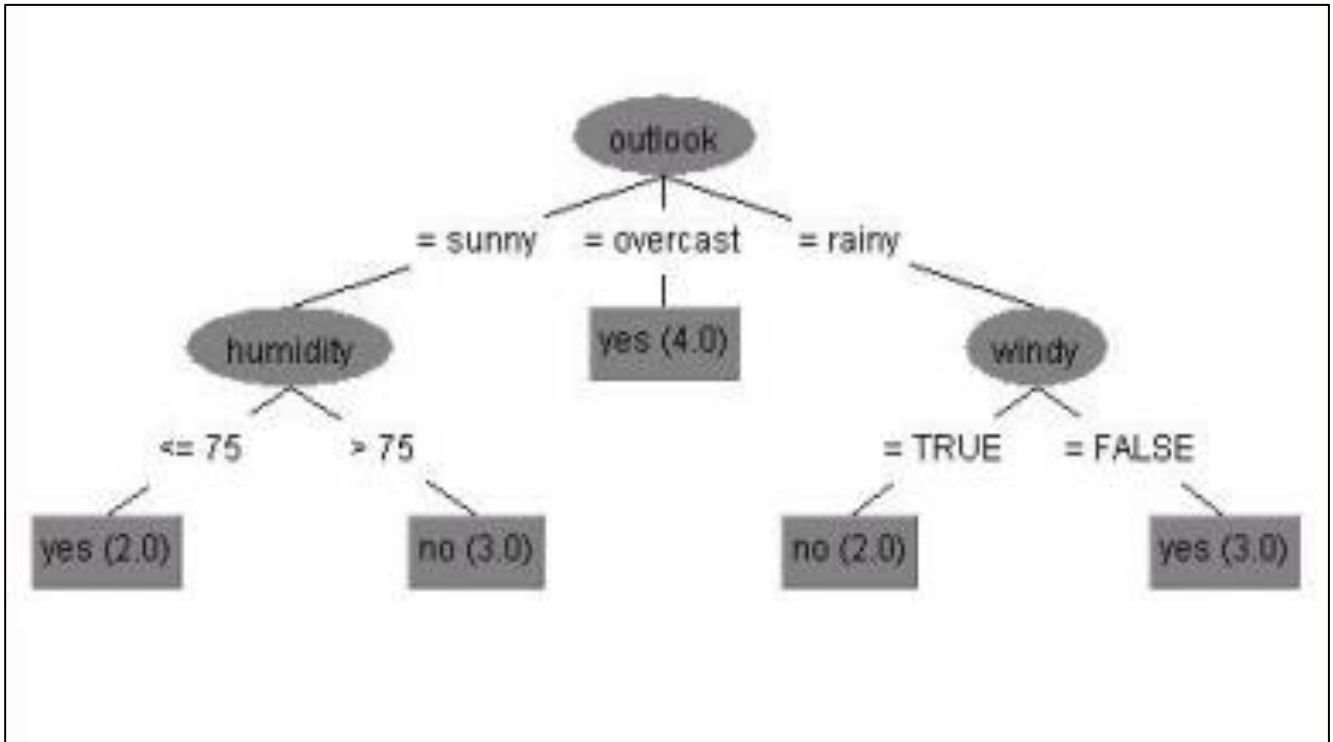 outlook
= sunny = overcast = rainy
humidity yes (4.0) windy
<= 75 > 75 = TRUE = FALSE
yes (2.0) no (3.0) no (2.0) yes (3.0)